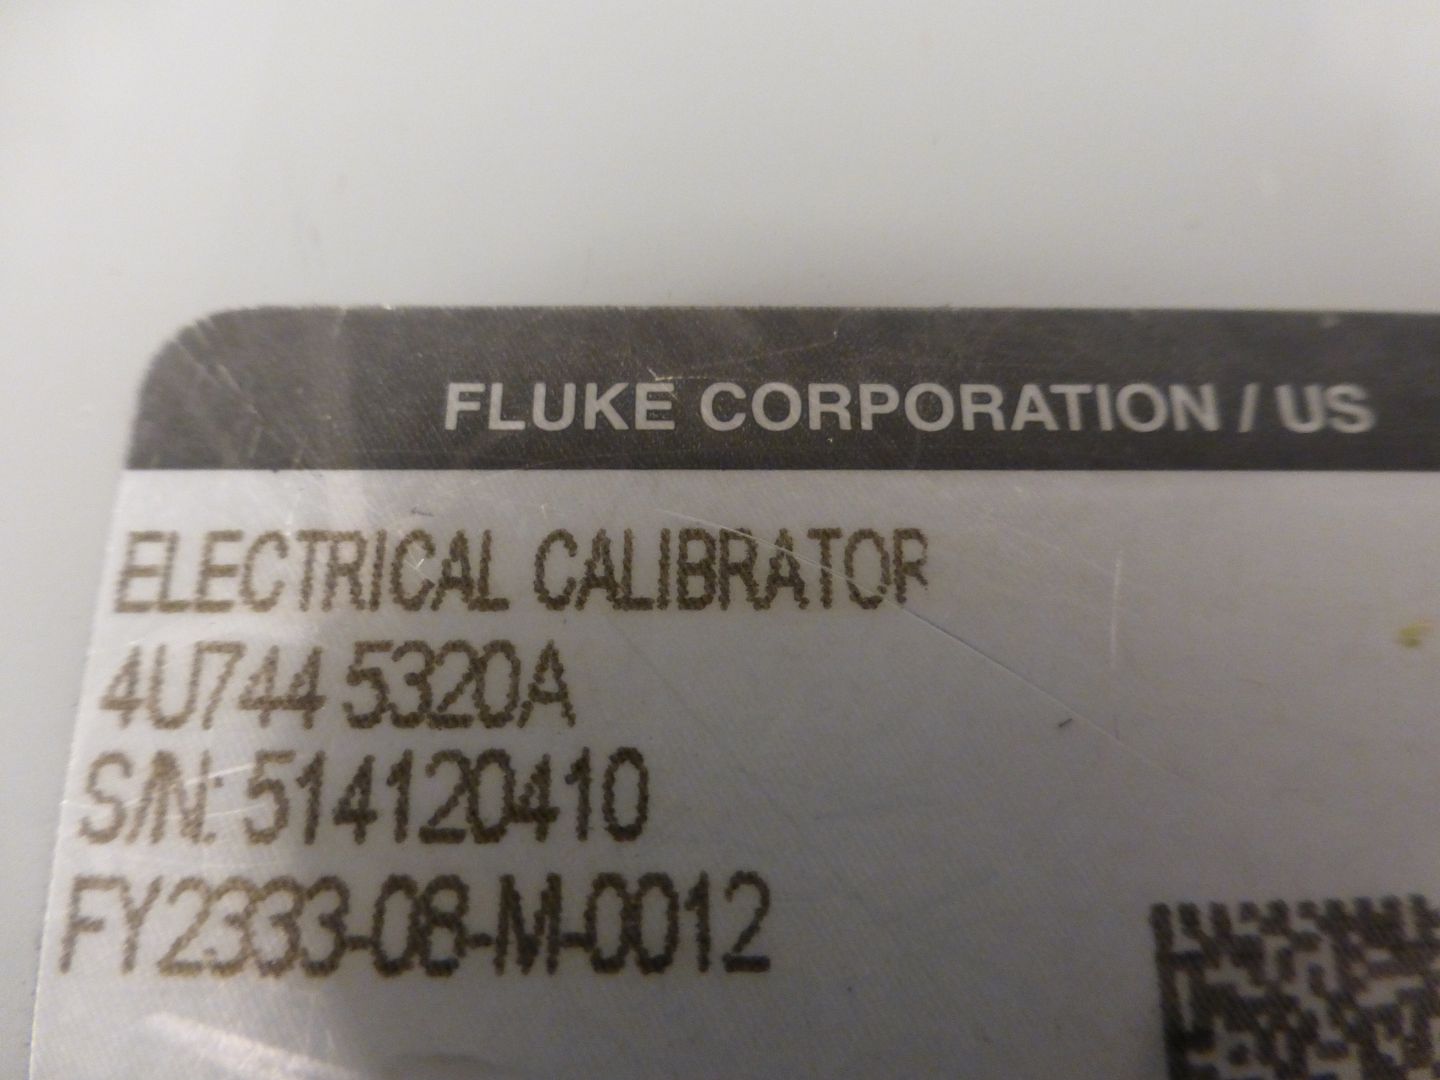 FLUKE CORPORATION / US
ELECTRICAL CALIBRATOR
4U744 5320A
S/N: 514120410
FY2333-08-M-0012